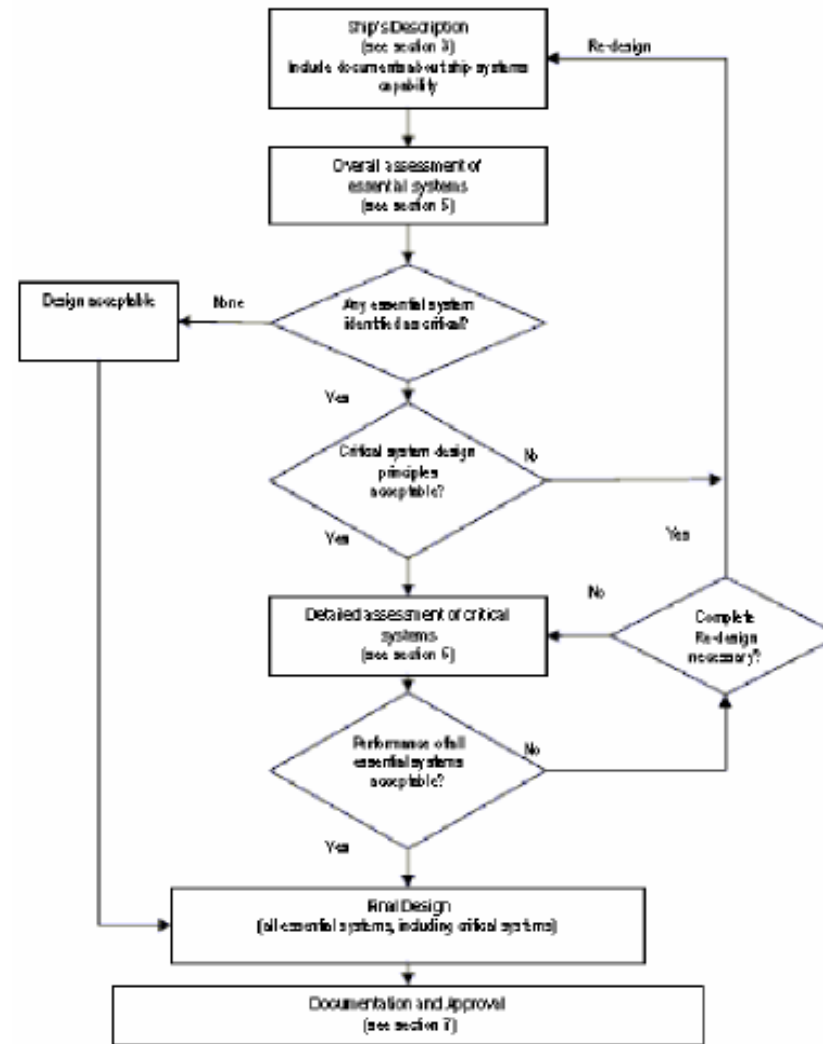 Ship's Description
(see section 3)
Include documents about ship systems
capability
Re-design
Overall assessment of
essential systems
(see section 5)
Design acceptable
None
Any essential system
identified as critical?
Yes
Critical system design
principles
acceptable?
No
Yes
Yes
Detailed assessment of critical
systems
(see section 6)
No
Complete
Re-design
necessary?
Performance of all
essential systems
acceptable?
No
Yes
Final Design
(all essential systems, including critical systems)
Documentation and Approval
(see section 7)